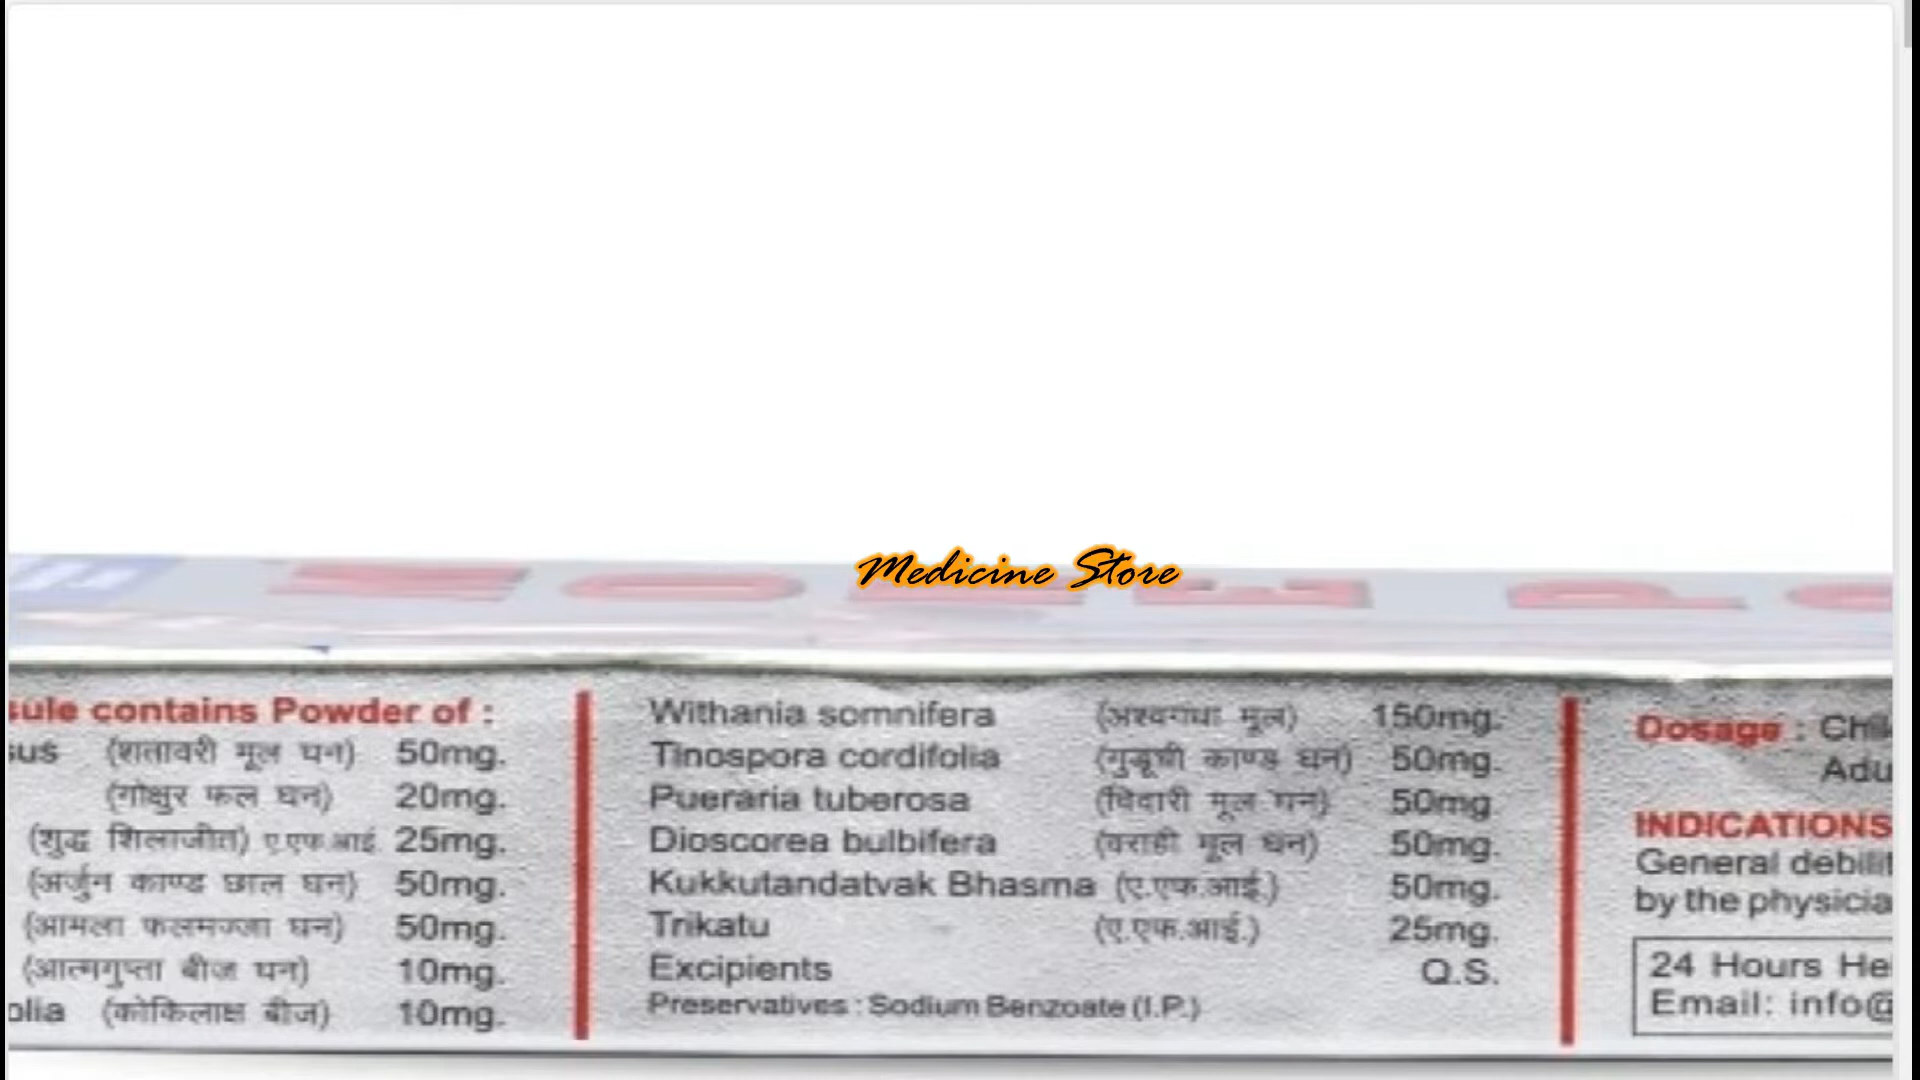 Medicine Store
sule contains Powder of :
sus (शतावरी मूल घन) 50mg.
(गोक्षुर फल घन) 20mg.
(शुद्ध शिलाजीत) ए.एफ.आई 25mg.
(अर्जुन काण्ड छाल घन) 50mg.
(आमला फलमज्जा घन) 50mg.
(आत्मगुप्ता बीज घन) 10mg.
olia (कोकिलाक्ष बीज) 10mg.
Withania somnifera (अश्वगंधा मूल) 150mg.
Tinospora cordifolia (गुडूची काण्ड घन) 50mg.
Pueraria tuberosa (विदारी मूल घन) 50mg.
Dioscorea bulbifera (वराही मूल घन) 50mg.
Kukkutandatvak Bhasma (ए.एफ.आई.) 50mg.
Trikatu (ए.एफ.आई.) 25mg.
Excipients Q.S.
Preservatives : Sodium Benzoate (I.P.)
Dosage : Chil
Adu
INDICATIONS
General debilit
by the physicia
24 Hours He
Email: info@